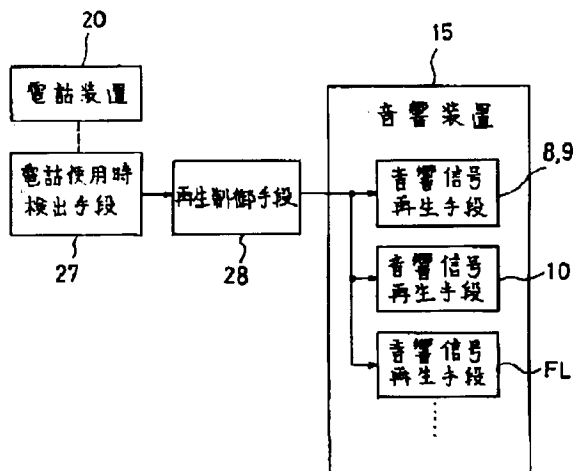 20
電話装置
電話使用時
検出手段
27
再生制御手段
28
15
音響装置
音響信号
再生手段
8,9
音響信号
再生手段
10
音響信号
再生手段
FL